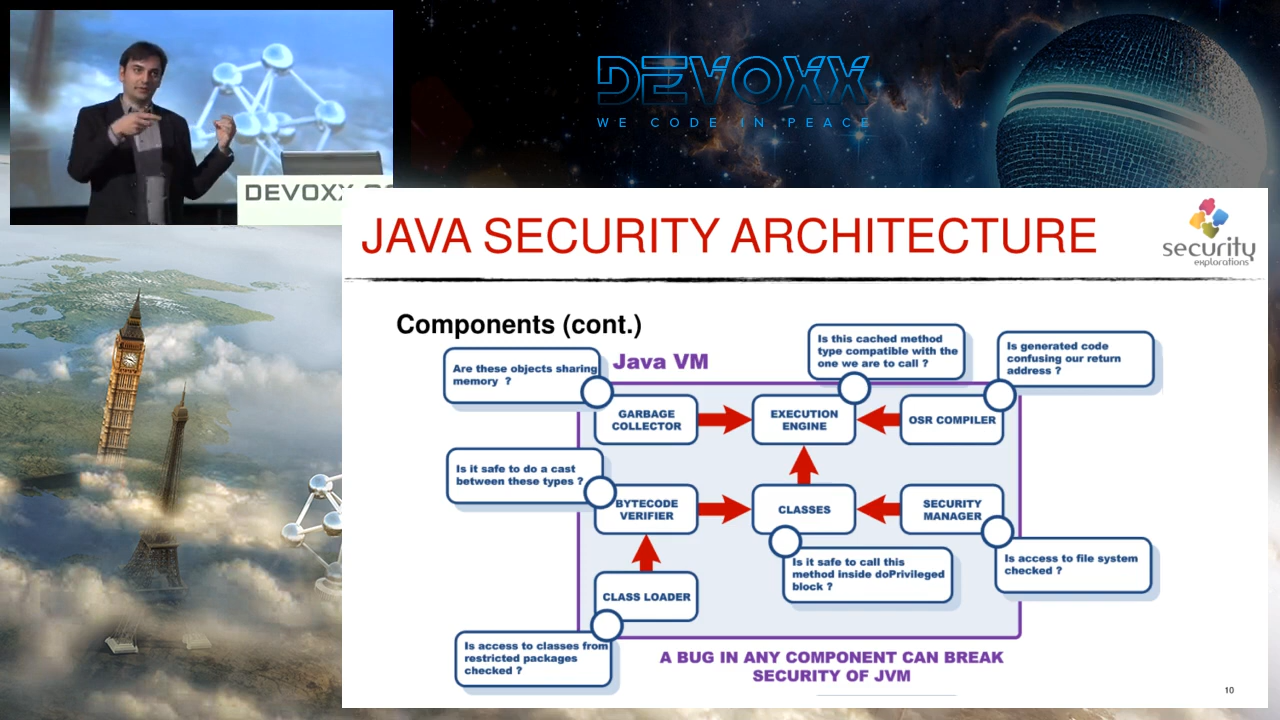 DEVOXX
WE CODE IN PEACE
DEVOXX
JAVA SECURITY ARCHITECTURE
security
explorations
Components (cont.)
Java VM
Are these objects sharing
memory ?
Is this cached method
type compatible with the
one we are to call ?
Is generated code
confusing our return
address ?
GARBAGE
COLLECTOR
EXECUTION
ENGINE
OSR COMPILER
Is it safe to do a cast
between these types ?
BYTECODE
VERIFIER
CLASSES
SECURITY
MANAGER
Is it safe to call this
method inside doPrivileged
block ?
Is access to file system
checked ?
CLASS LOADER
Is access to classes from
restricted packages
checked ?
A BUG IN ANY COMPONENT CAN BREAK
SECURITY OF JVM
10